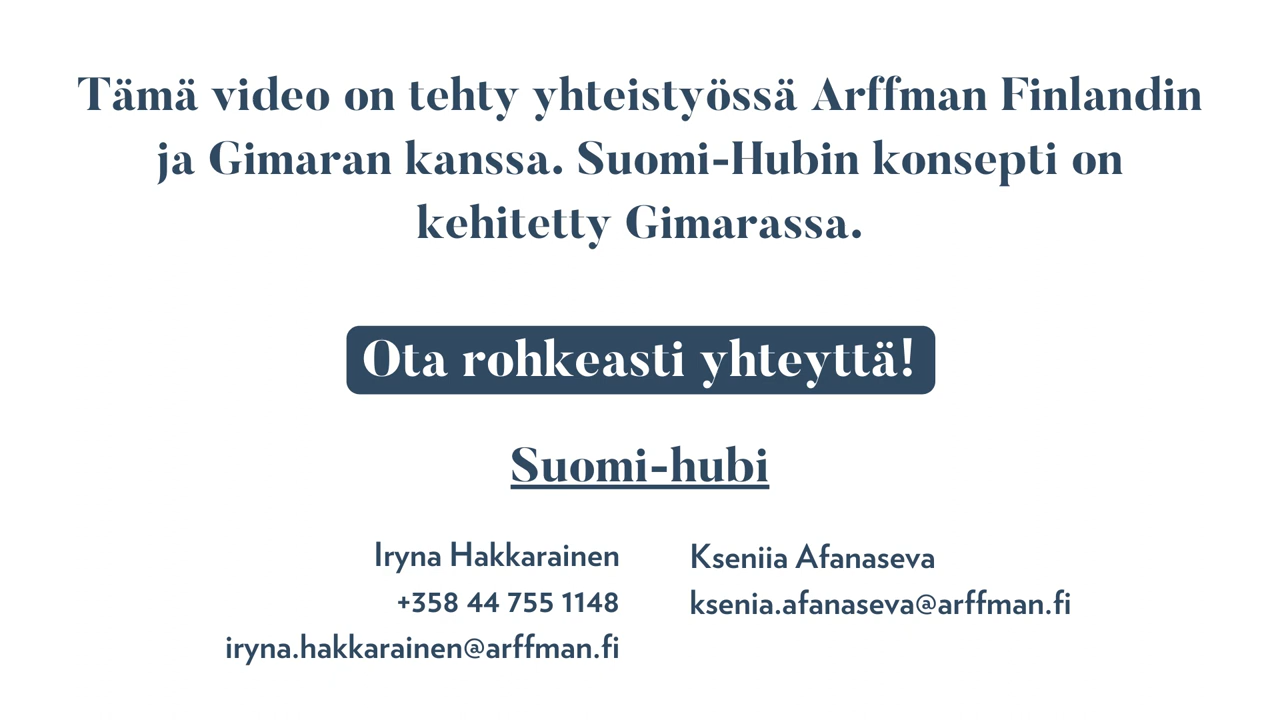 Tämä video on tehty yhteistyössä Arffman Finlandin
ja Gimaran kanssa. Suomi-Hubin konsepti on
kehitetty Gimarassa.
Ota rohkeasti yhteyttä!
Suomi-hubi
Iryna Hakkarainen
+358 44 755 1148
iryna.hakkarainen@arffman.fi
Kseniia Afanaseva
ksenia.afanaseva@arffman.fi